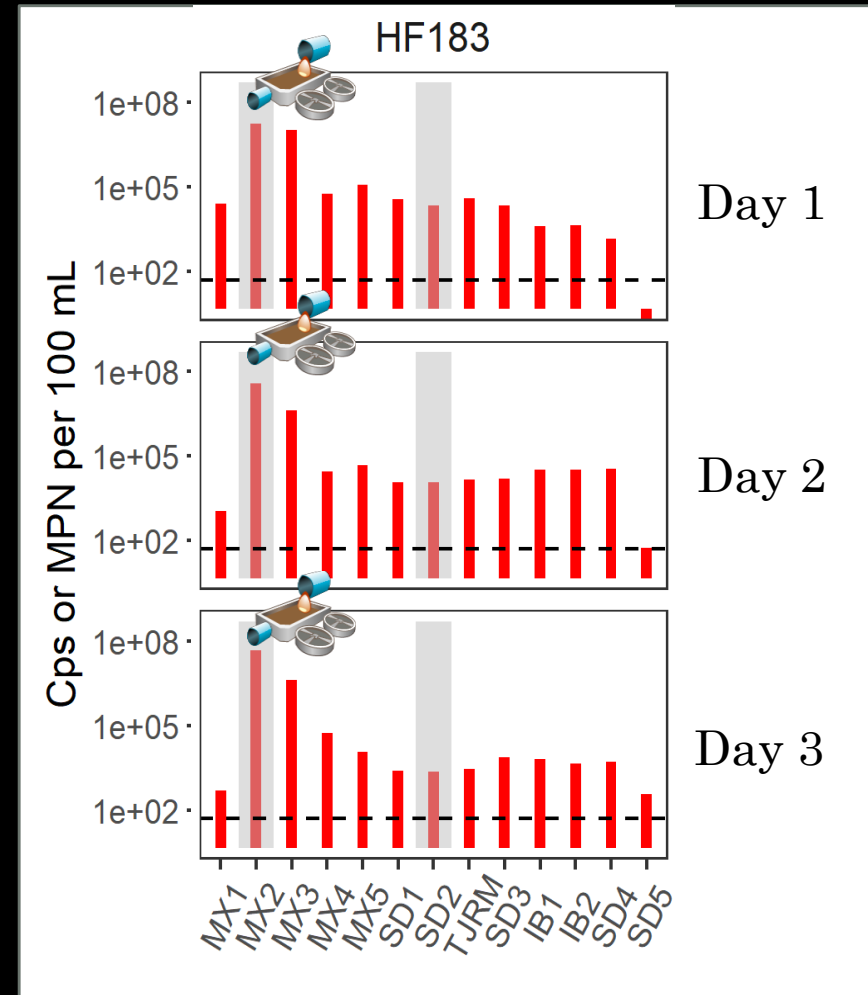 HF183
Cps or MPN per 100 mL
1e+08
1e+05
1e+02
Day 1
1e+08
1e+05
1e+02
Day 2
1e+08
1e+05
1e+02
Day 3
MX1
MX2
MX3
MX4
MX5
SD1
SD2
TJRM
SD3
IB1
IB2
SD4
SD5